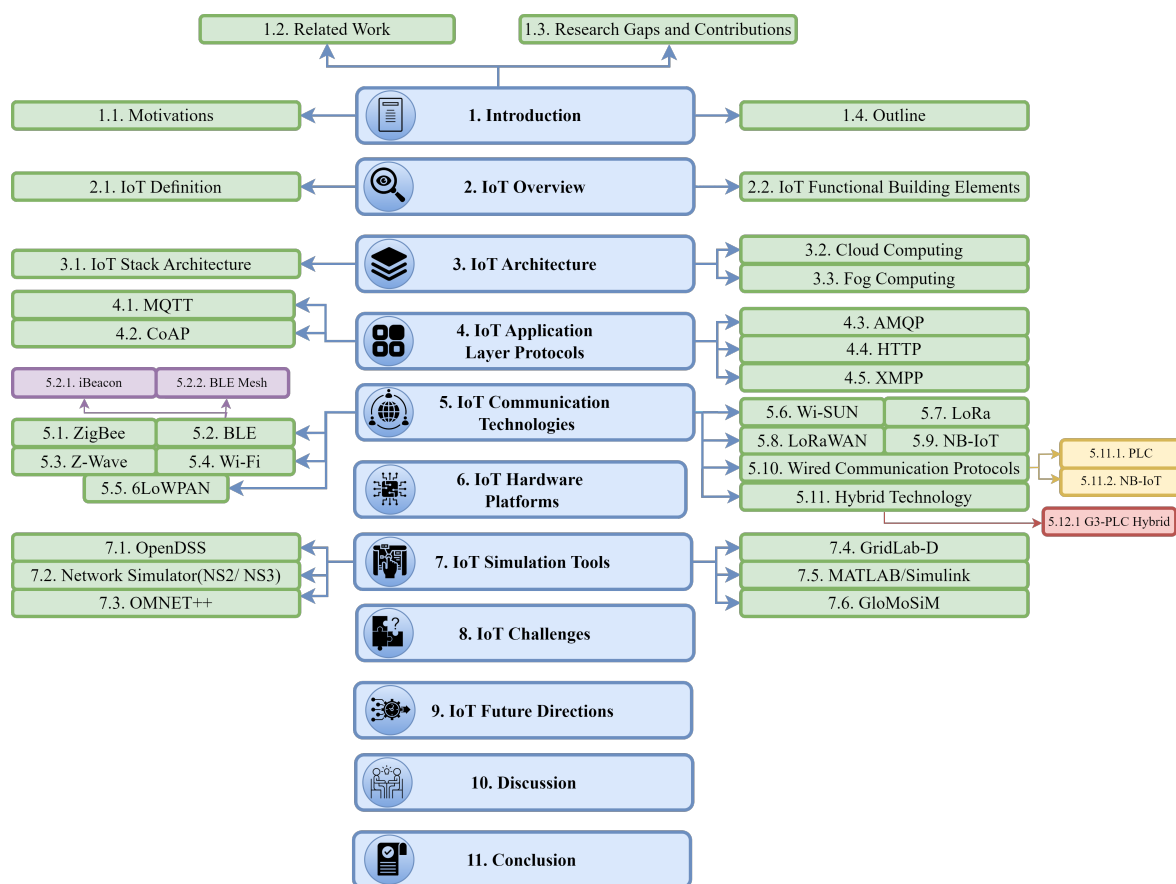 1.2. Related Work
1.3. Research Gaps and Contributions
1.1. Motivations
1. Introduction
1.4. Outline
2.1. IoT Definition
2. IoT Overview
2.2. IoT Functional Building Elements
3.1. IoT Stack Architecture
3. IoT Architecture
3.2. Cloud Computing
3.3. Fog Computing
4.1. MQTT
4.2. CoAP
4. IoT Application
Layer Protocols
4.3. AMQP
4.4. HTTP
4.5. XMPP
5.2.1. iBeacon
5.2.2. BLE Mesh
5.1. ZigBee
5.2. BLE
5.3. Z-Wave
5.4. Wi-Fi
5.5. 6LoWPAN
5. IoT Communication
Technologies
5.6. Wi-SUN
5.7. LoRa
5.8. LoRaWAN
5.9. NB-IoT
5.10. Wired Communication Protocols
5.11. Hybrid Technology
5.11.1. PLC
5.11.2. NB-IoT
5.12.1 G3-PLC Hybrid
6. IoT Hardware
Platforms
7.1. OpenDSS
7.2. Network Simulator(NS2/ NS3)
7.3. OMNET++
7. IoT Simulation Tools
7.4. GridLab-D
7.5. MATLAB/Simulink
7.6. GloMoSiM
?
8. IoT Challenges
9. IoT Future Directions
10. Discussion
11. Conclusion